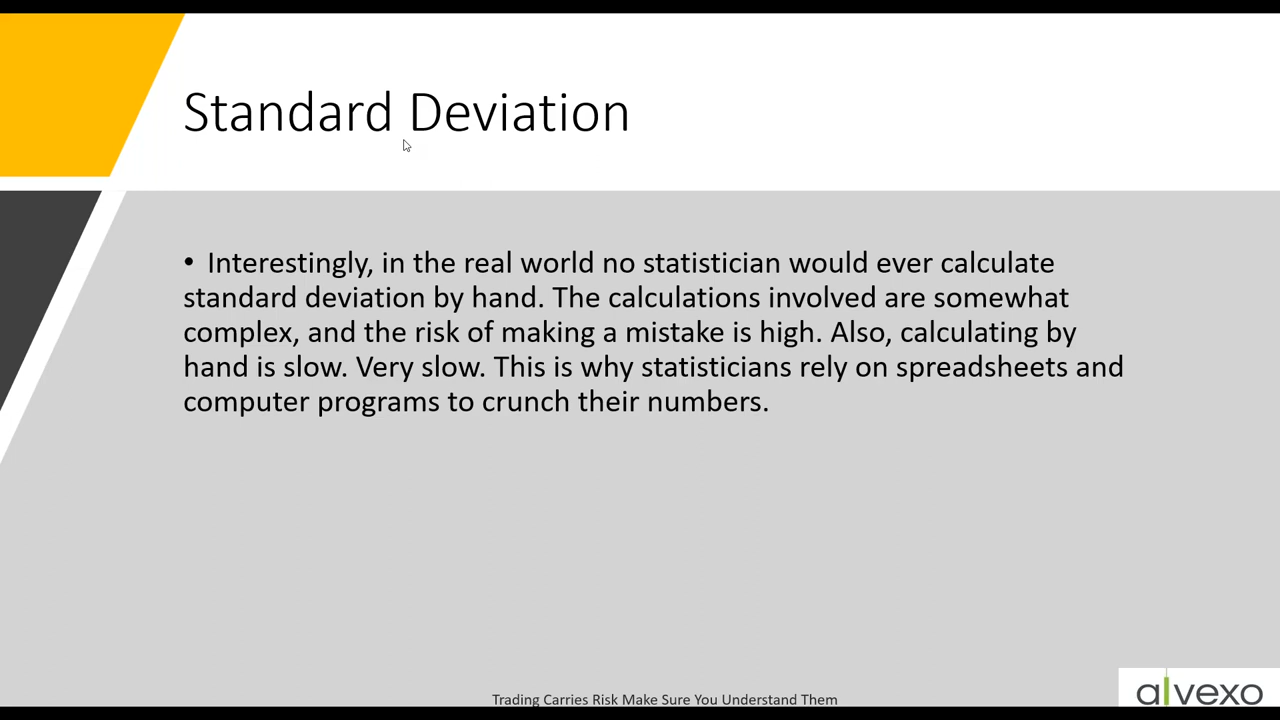 Standard Deviation
• Interestingly, in the real world no statistician would ever calculate
standard deviation by hand. The calculations involved are somewhat
complex, and the risk of making a mistake is high. Also, calculating by
hand is slow. Very slow. This is why statisticians rely on spreadsheets and
computer programs to crunch their numbers.
Trading Carries Risk Make Sure You Understand Them
alvexo